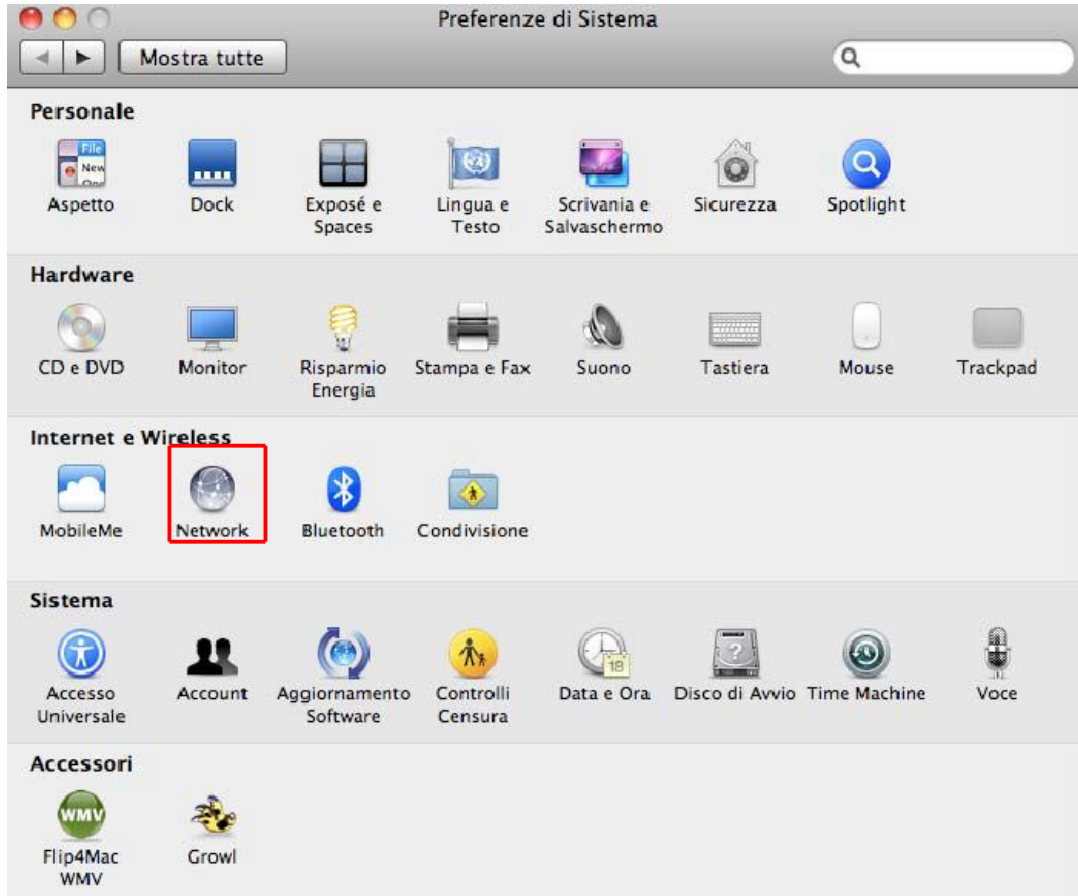 Preferenze di Sistema
Mostra tutte
Personale
File
New
Aspetto
Dock
Exposé e
Spaces
Lingua e
Testo
Scrivania e
Salvaschermo
Sicurezza
Spotlight
Hardware
CD e DVD
Monitor
Risparmio
Energia
Stampa e Fax
Suono
Tastiera
Mouse
Trackpad
Internet e Wireless
MobileMe
Network
Bluetooth
Condivisione
Sistema
18
?
Accesso
Universale
Account
Aggiornamento
Software
Controlli
Censura
Data e Ora
Disco di Avvio
Time Machine
Voce
Accessori
WMV
Flip4Mac
WMV
Growl